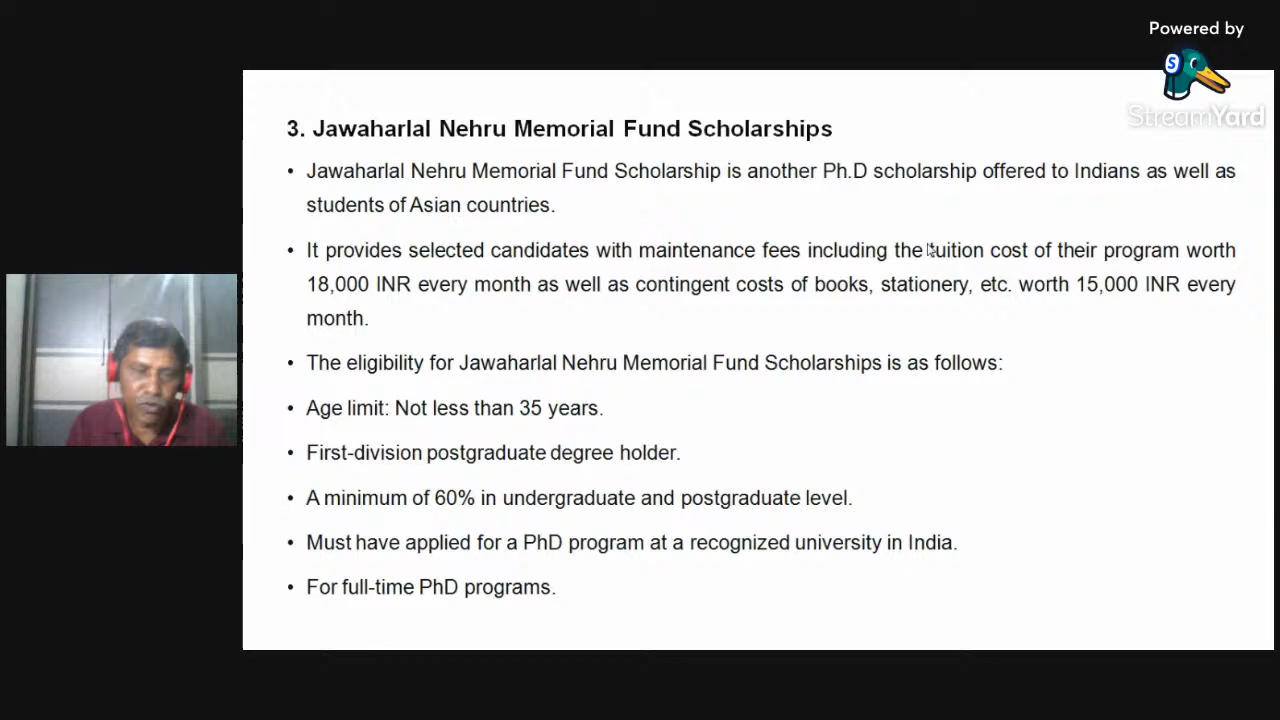 Powered by
S
StreamYard
3. Jawaharlal Nehru Memorial Fund Scholarships
• Jawaharlal Nehru Memorial Fund Scholarship is another Ph.D scholarship offered to Indians as well as
students of Asian countries.
• It provides selected candidates with maintenance fees including the tuition cost of their program worth
18,000 INR every month as well as contingent costs of books, stationery, etc. worth 15,000 INR every
month.
• The eligibility for Jawaharlal Nehru Memorial Fund Scholarships is as follows:
• Age limit: Not less than 35 years.
• First-division postgraduate degree holder.
• A minimum of 60% in undergraduate and postgraduate level.
• Must have applied for a PhD program at a recognized university in India.
• For full-time PhD programs.